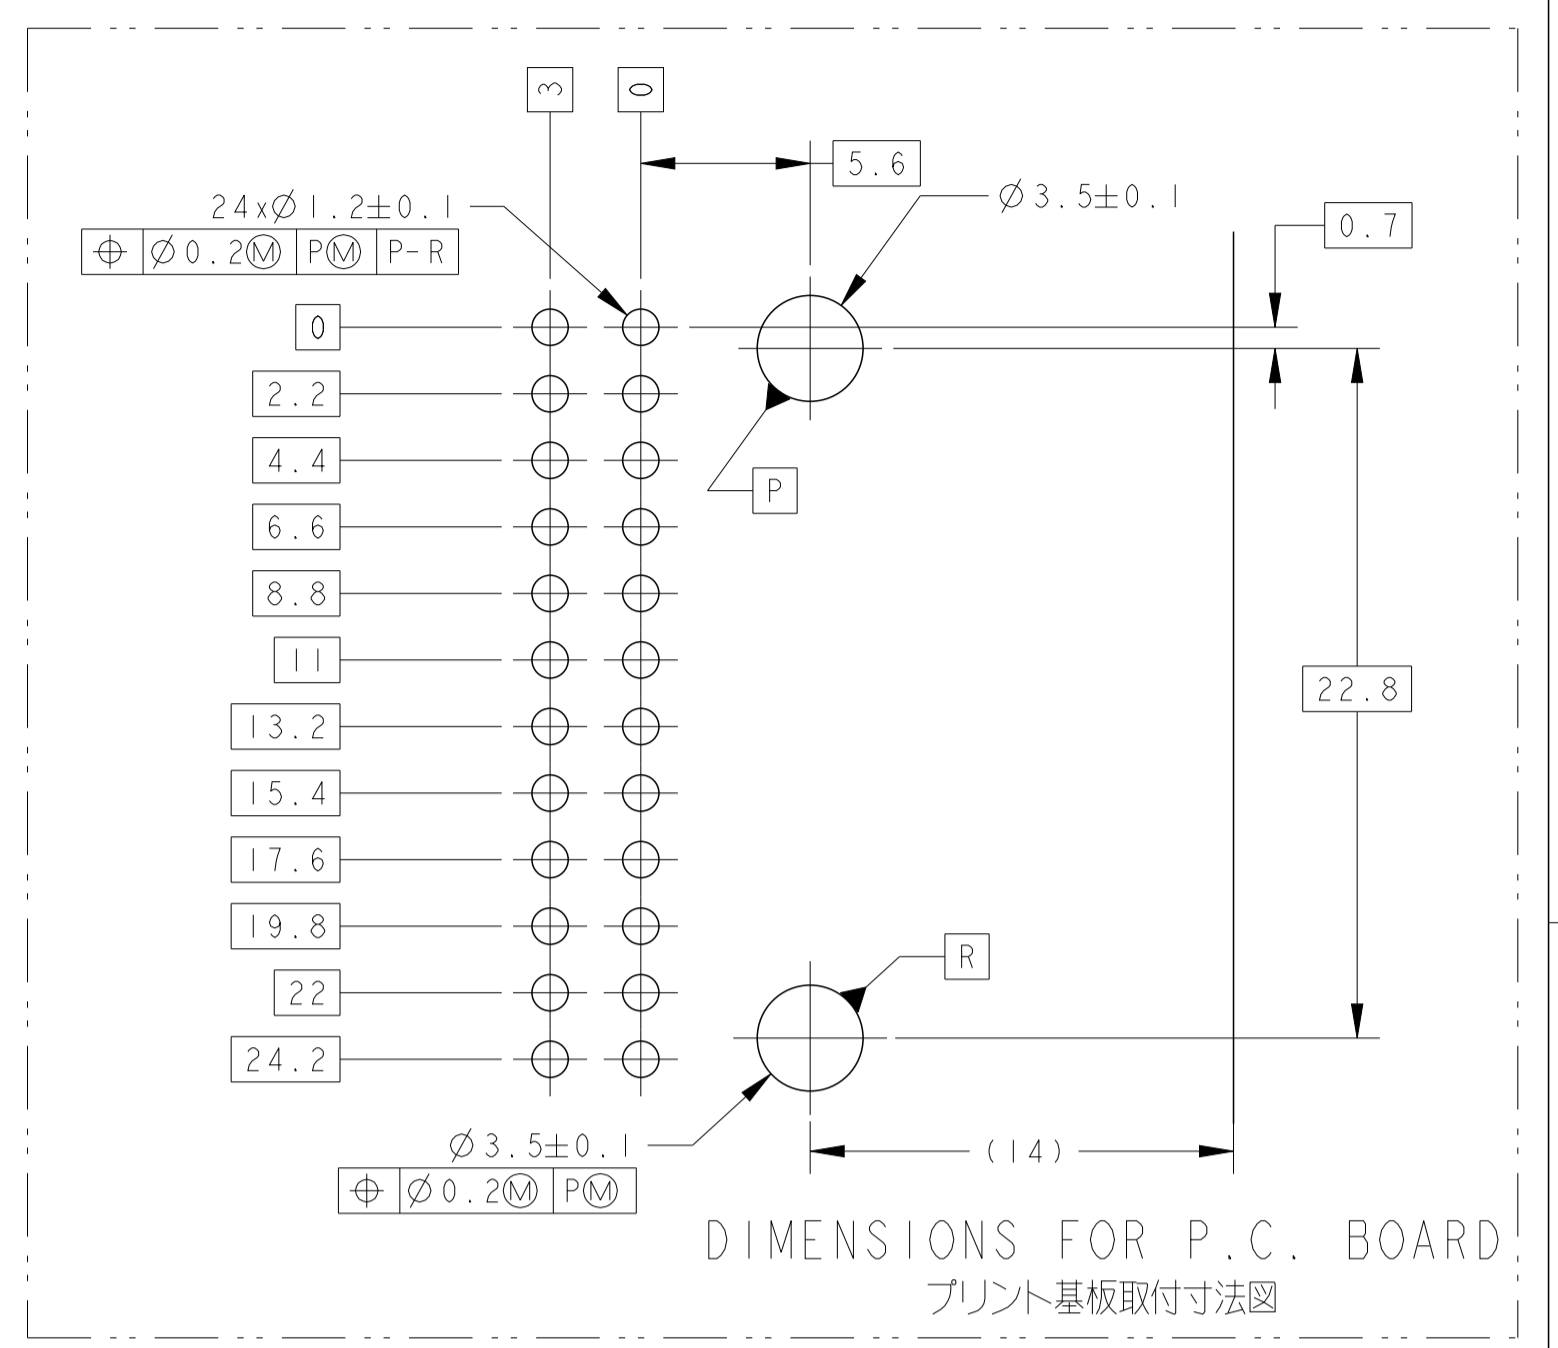 3
0
5.6
24xØ1.2±0.1
Ø3.5±0.1
0.7
⌖ Ø0.2Ⓜ PⓂ P-R
0
2.2
4.4
P
6.6
8.8
11
22.8
13.2
15.4
17.6
19.8
R
22
24.2
Ø3.5±0.1
(14)
⌖ Ø0.2Ⓜ PⓂ
DIMENSIONS FOR P.C. BOARD
プリント基板取付寸法図